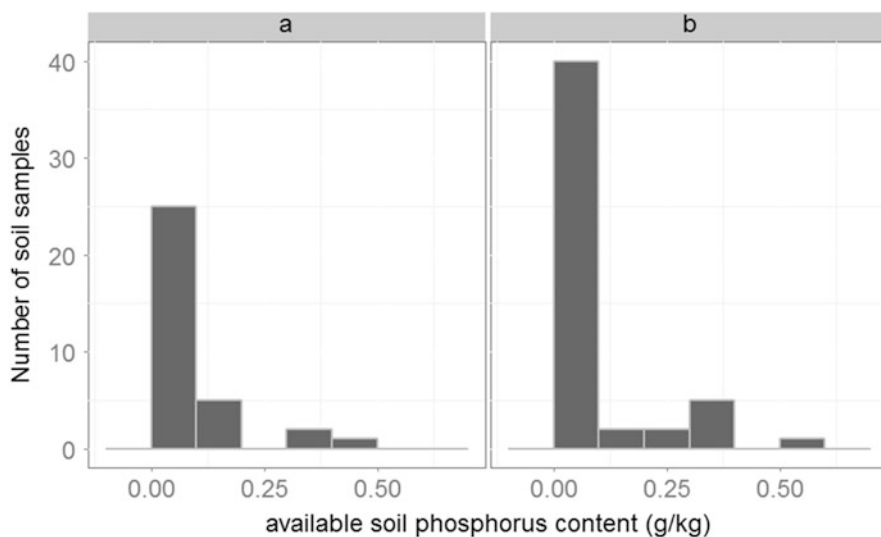 a
b
Number of soil samples
40
30
20
10
0
0.00 0.25 0.50
0.00 0.25 0.50
available soil phosphorus content (g/kg)